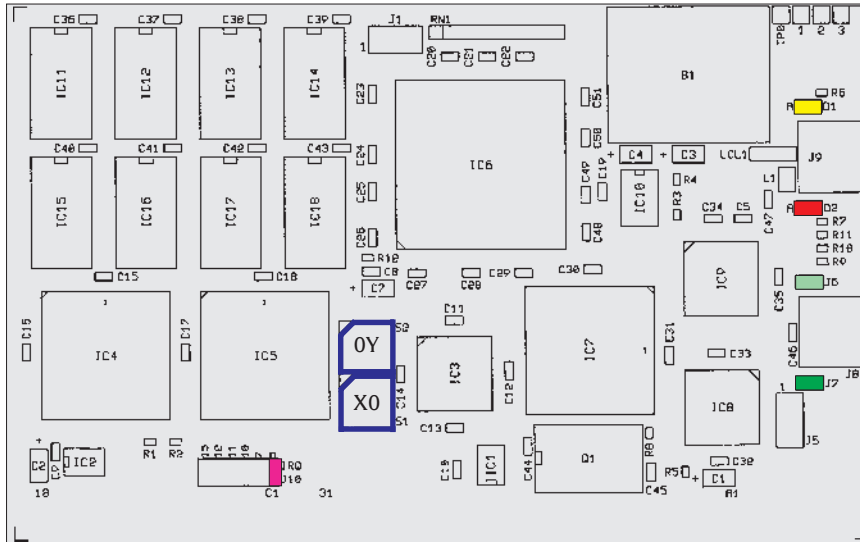 C36 C37 C38 C39 J1 RN1 TP0 1 2 3
1 C20 C21 C22
IC11 IC12 IC13 IC14 C23 C51 B1 R6
A D1
C40 C41 C42 C43 C24 C50 C4 C3 LCL1 J9
IC15 IC16 IC17 IC18 C25 IC6 C49 C19 IC10 R4 R3 L1
C26 C48 C34 C5 C47 A D2
R7
R11
R10
R9
R12
C15 C18 C8 C7 C27 C28 C29 C30 IC9 C35 J6
C11
C16 IC4 C17 IC5 S2 0Y IC3 IC7 1 C31 C33 C46 J8
C14 C12 J7
X0 S1 IC8 1
C13 J5
C2 IC2 R1 R2 R0 J10 IC1 C44 Q1 R8 C32
C45 R5 C1
18 C1 31 A1